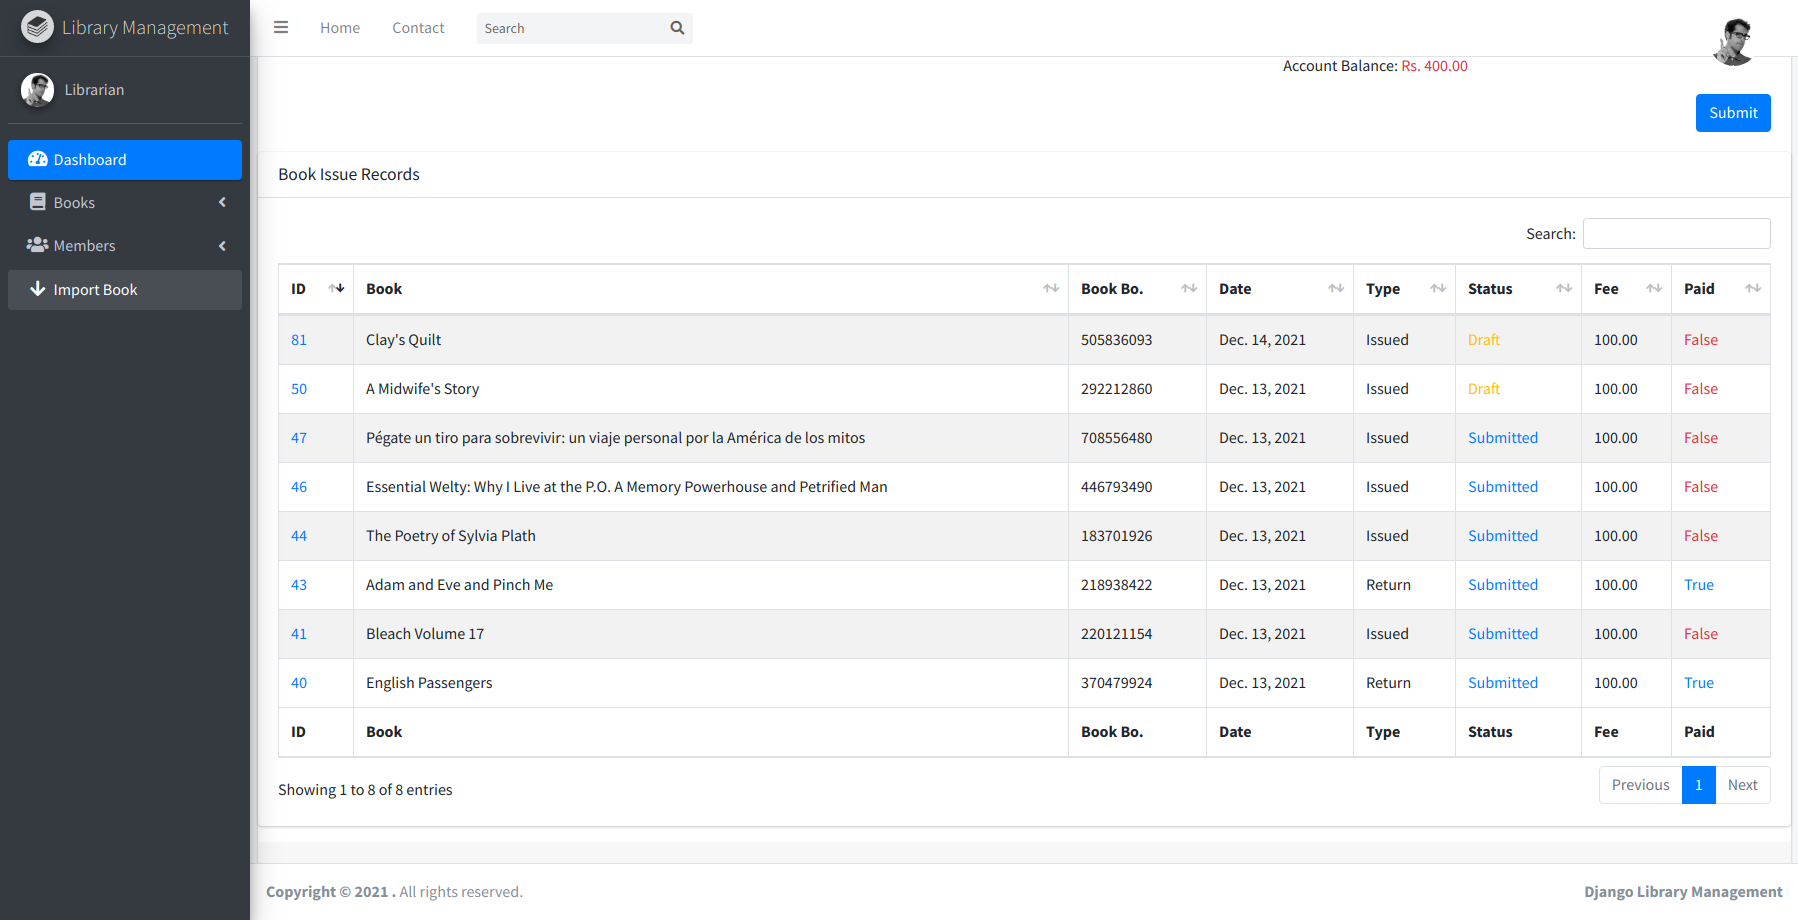 Library Management
Home Contact Search
Account Balance: Rs. 400.00
Librarian
Submit
Dashboard
Books
Members
Import Book
Book Issue Records
Search:
ID Book Book Bo. Date Type Status Fee Paid
81 Clay's Quilt 505836093 Dec. 14, 2021 Issued Draft 100.00 False
50 A Midwife's Story 292212860 Dec. 13, 2021 Issued Draft 100.00 False
47 Pégate un tiro para sobrevivir: un viaje personal por la América de los mitos 708556480 Dec. 13, 2021 Issued Submitted 100.00 False
46 Essential Welty: Why I Live at the P.O. A Memory Powerhouse and Petrified Man 446793490 Dec. 13, 2021 Issued Submitted 100.00 False
44 The Poetry of Sylvia Plath 183701926 Dec. 13, 2021 Issued Submitted 100.00 False
43 Adam and Eve and Pinch Me 218938422 Dec. 13, 2021 Return Submitted 100.00 True
41 Bleach Volume 17 220121154 Dec. 13, 2021 Issued Submitted 100.00 False
40 English Passengers 370479924 Dec. 13, 2021 Return Submitted 100.00 True
ID Book Book Bo. Date Type Status Fee Paid
Showing 1 to 8 of 8 entries
Previous 1 Next
Copyright © 2021 . All rights reserved.
Django Library Management